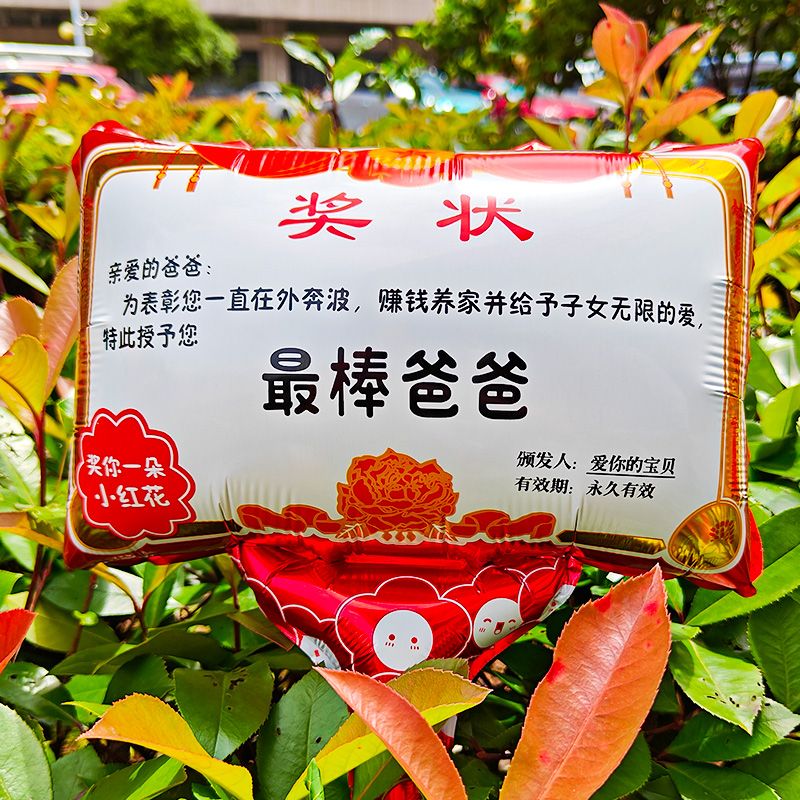 奖状
亲爱的爸爸：
为表彰您一直在外奔波，赚钱养家并给予子女无限的爱，
特此授予您
最棒爸爸
奖你一朵
小红花
颁发人：爱你的宝贝
有效期：永久有效